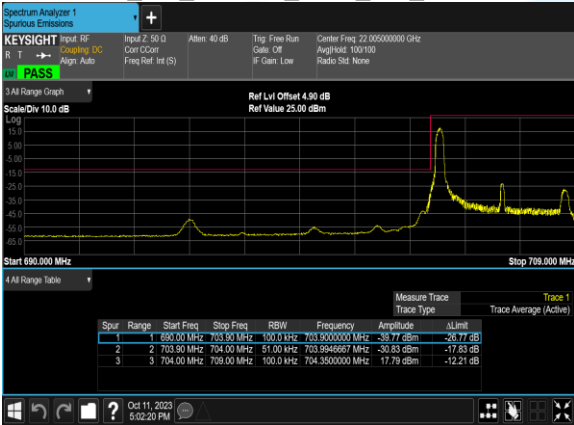 Spectrum Analyzer 1
Spurious Emissions
+
KEYSIGHT Input: RF Input Z: 50 Ω Atten: 40 dB Trig: Free Run Center Freq: 22.005000000 GHz
R T Coupling: DC Corr CCorr Gate: Off Avg|Hold: 100/100
Align: Auto Freq Ref: Int (S) IF Gain: Low Radio Std: None
LW PASS
3 All Range Graph
Ref Lvl Offset 4.90 dB
Scale/Div 10.0 dB Ref Value 25.00 dBm
Log
15.0
5.00
-5.00
-15.0
-25.0
-35.0
-45.0
-55.0
-65.0
Start 690.000 MHz Stop 709.000 MHz
4 All Range Table
Measure Trace Trace 1
Trace Type Trace Average (Active)
Spur Range Start Freq Stop Freq RBW Frequency Amplitude ΔLimit
1 1 690.00 MHz 703.90 MHz 100.0 kHz 703.9000000 MHz -39.77 dBm -26.77 dB
2 2 703.90 MHz 704.00 MHz 51.00 kHz 703.9946667 MHz -30.83 dBm -17.83 dB
3 3 704.00 MHz 709.00 MHz 100.0 kHz 704.3500000 MHz 17.79 dBm -12.21 dB
? Oct 11, 2023
5:02:20 PM